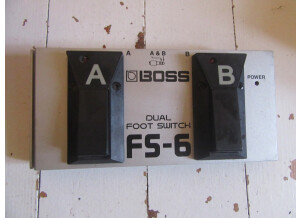 A A&B B
BOSS
A
B
POWER
DUAL
FOOT SWITCH
FS-6